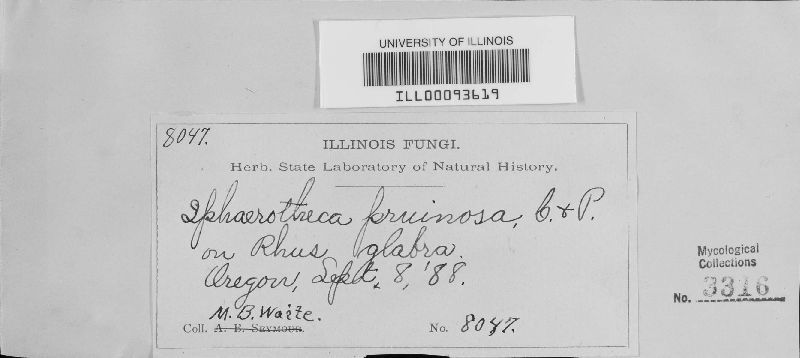 UNIVERSITY OF ILLINOIS
ILL00093619
8047.
ILLINOIS FUNGI.
Herb. State Laboratory of Natural History.
Sphaerotheca pruinosa, C. & P.
on Rhus glabra.
Oregon, Sept. 8, '88.
M. B. Waite.
Coll. A. E. Seymour. No. 8047.
Mycological
Collections
No. 3316